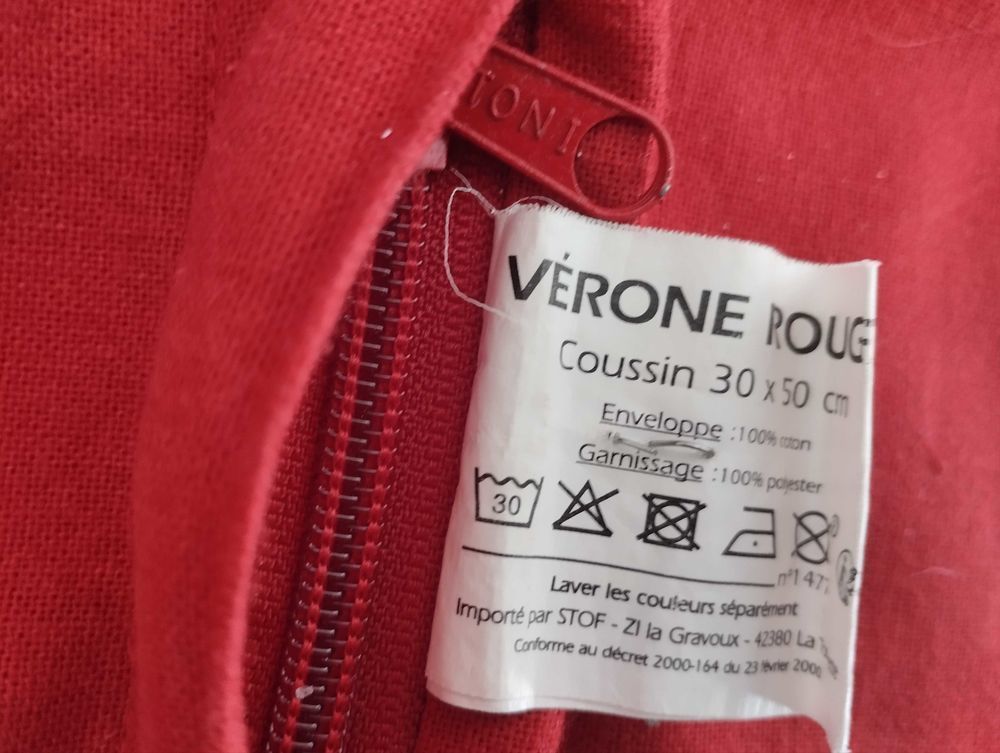 TONI
VÉRONE ROUG
Coussin 30 x 50 cm
Enveloppe : 100% coton
Garnissage : 100% polyester
30
n°147
Laver les couleurs séparément
Importé par STOF - ZI la Gravoux - 42380 La
Conforme au décret 2000-164 du 23 février 2000